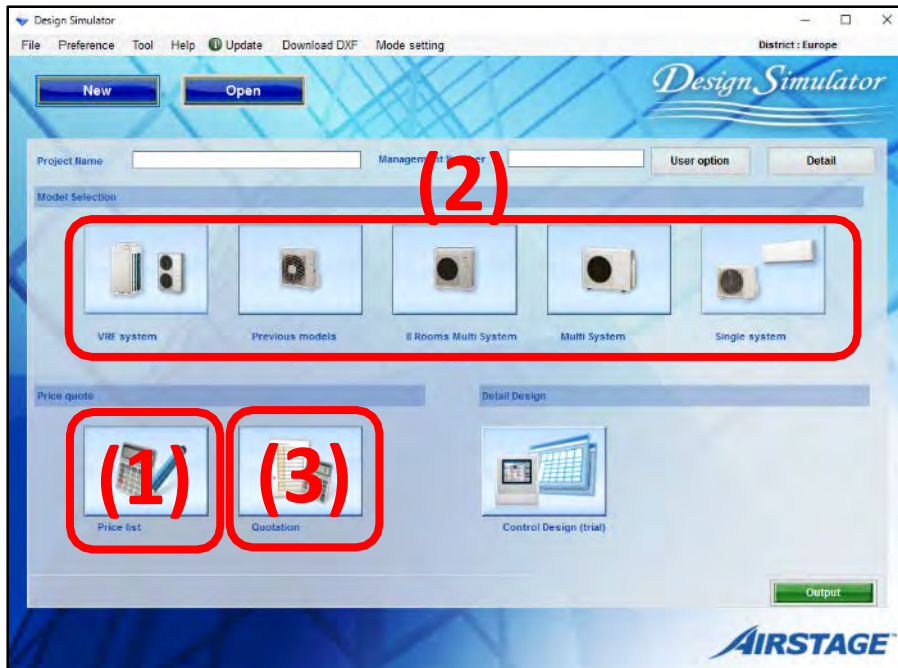 Design Simulator
File Preference Tool Help Update Download DXF Mode setting District : Europe
New Open Design Simulator
Project Name Management Number User option Detail
(2)
Model Selection
VRF system Previous models 8 Rooms Multi System Multi System Single system
Price quote Detail Design
(1) (3)
Price list Quotation Control Design (trial)
Output
AIRSTAGE